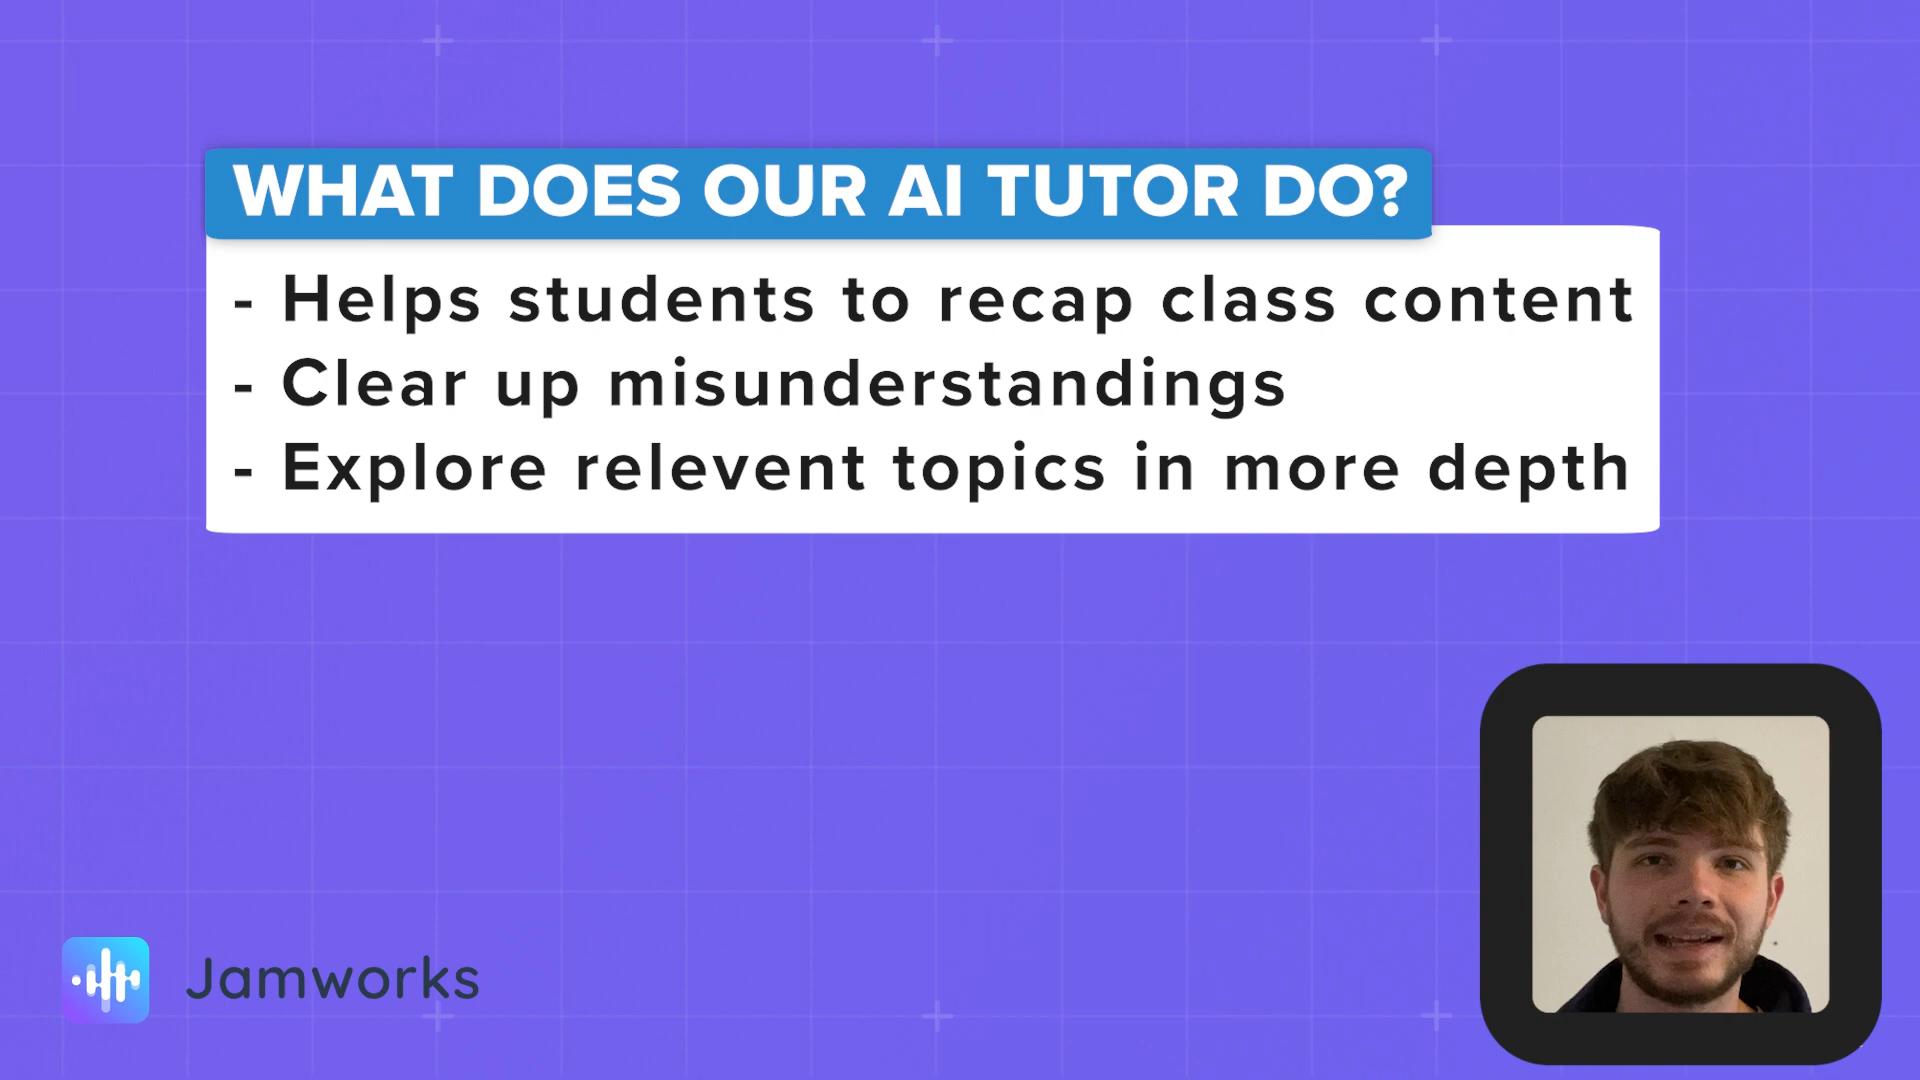 WHAT DOES OUR AI TUTOR DO?
- Helps students to recap class content
- Clear up misunderstandings
- Explore relevent topics in more depth
Jamworks